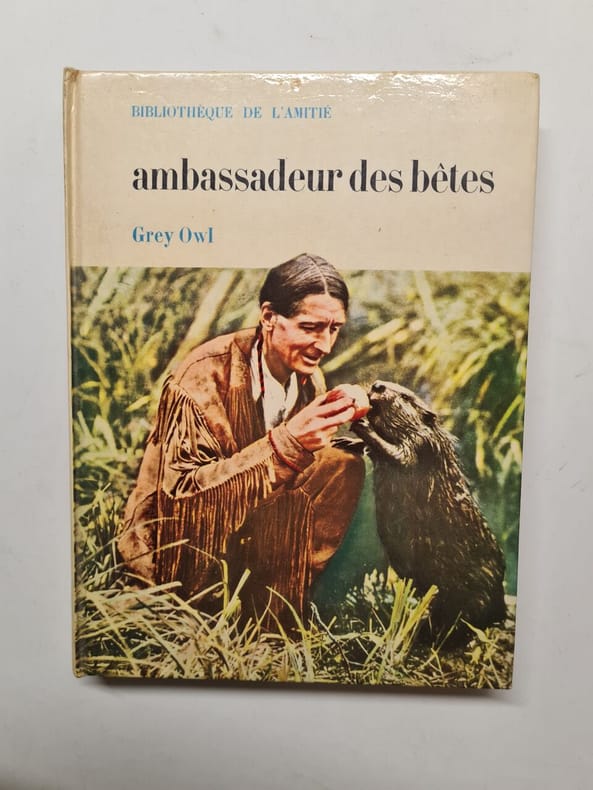 BIBLIOTHÈQUE DE L'AMITIÉ
ambassadeur des bêtes
Grey Owl